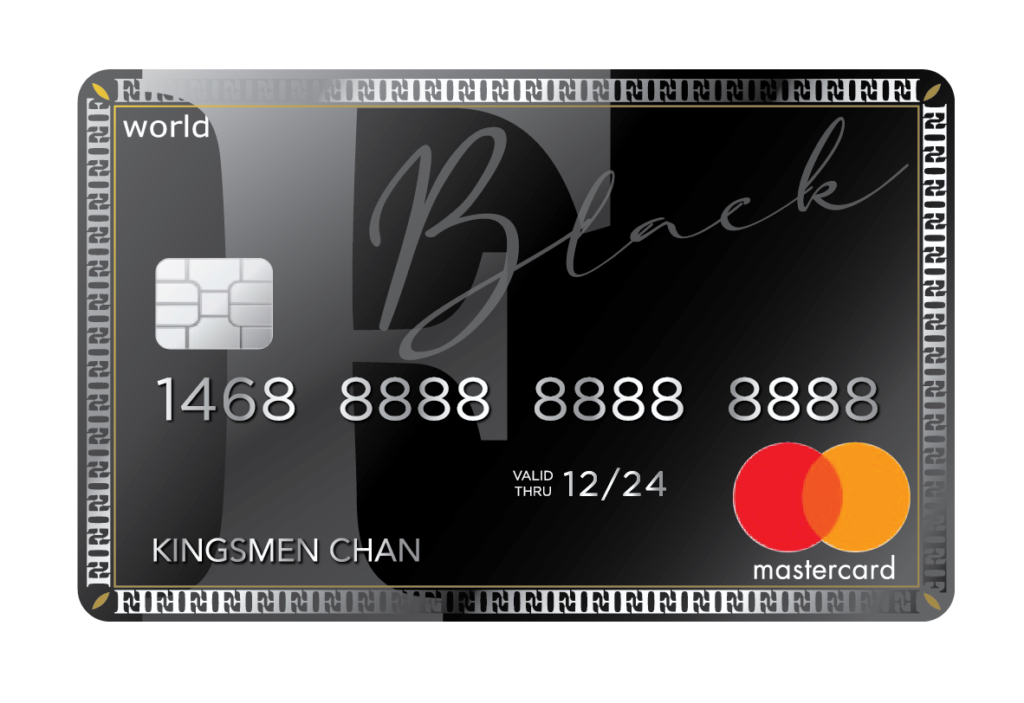 world
Black
1468 8888 8888 8888
VALID THRU 12/24
KINGSMEN CHAN
mastercard